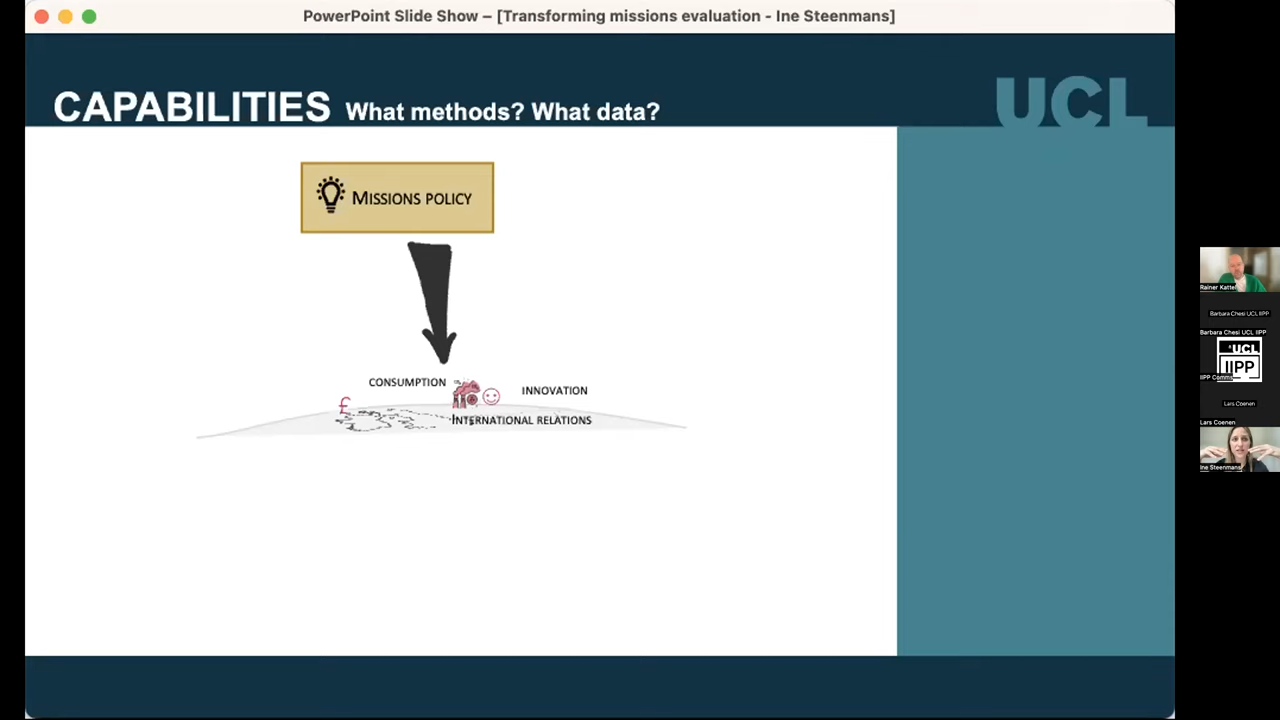 PowerPoint Slide Show – [Transforming missions evaluation - Ine Steenmans]
CAPABILITIES What methods? What data?
UCL
MISSIONS POLICY
CONSUMPTION
INNOVATION
£
INTERNATIONAL RELATIONS
Rainer Kattel
Barbara Chesi UCL IIPP
Barbara Chesi UCL IIPP
UCL
IIPP
IIPP Comms
Lars Coenen
Lars Coenen
Ine Steenmans